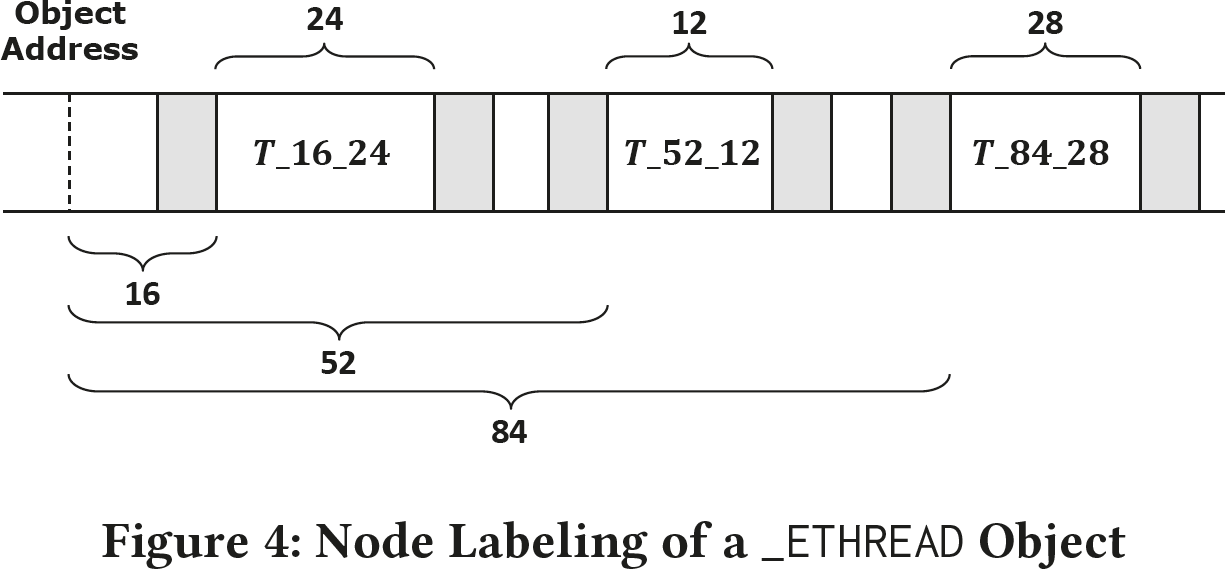 Object
Address
24
12
28
T_16_24
T_52_12
T_84_28
16
52
84
Figure 4: Node Labeling of a _ETHREAD Object